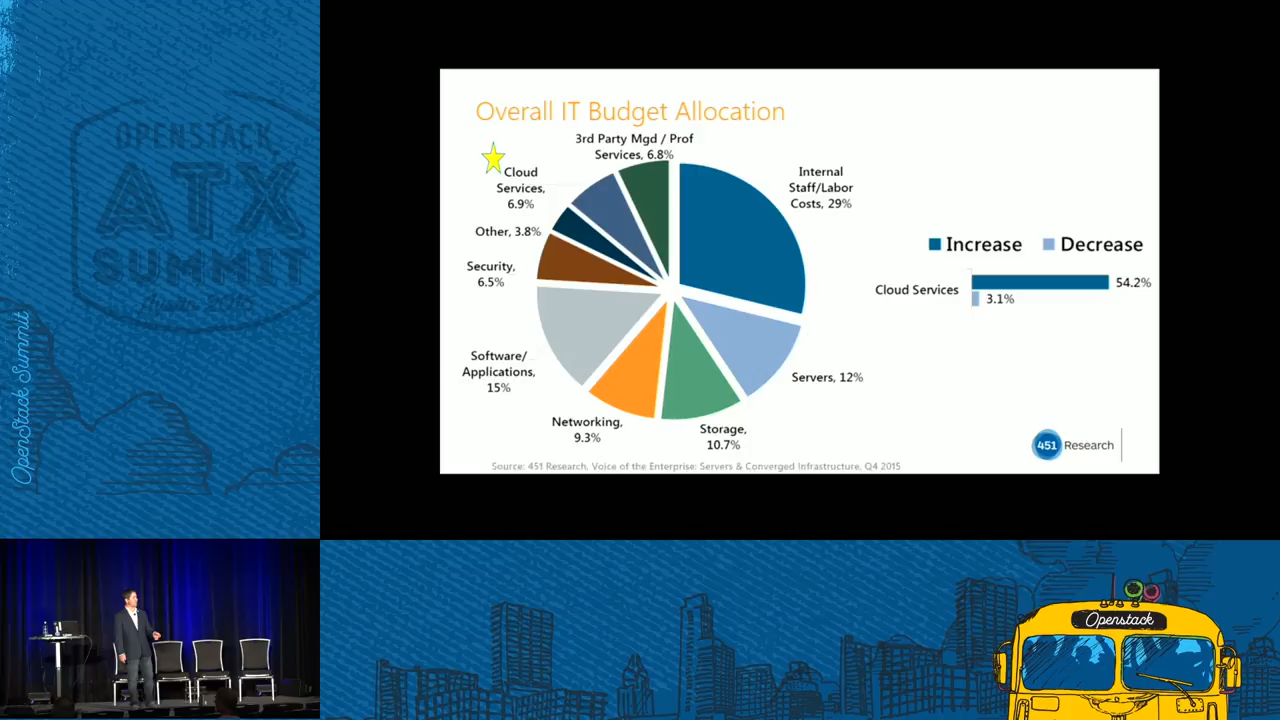 OPENSTACK
ATX
SUMMIT
Austin
OpenStack Summit
Overall IT Budget Allocation
3rd Party Mgd / Prof
Services, 6.8%
Cloud
Services,
6.9%
Other, 3.8%
Security,
6.5%
Software/
Applications,
15%
Networking,
9.3%
Storage,
10.7%
Servers, 12%
Internal
Staff/Labor
Costs, 29%
Increase
Decrease
Cloud Services
54.2%
3.1%
451 Research
Source: 451 Research, Voice of the Enterprise: Servers & Converged Infrastructure, Q4 2015
Openstack